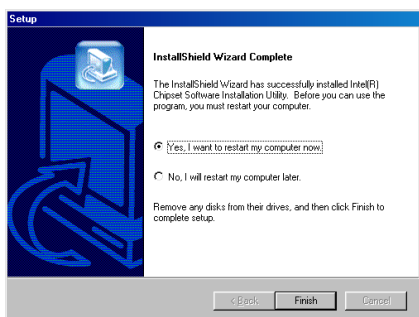 Setup
InstallShield Wizard Complete
The InstallShield Wizard has successfully installed Intel(R)
Chipset Software Installation Utility. Before you can use the
program, you must restart your computer.
Yes, I want to restart my computer now.
No, I will restart my computer later.
Remove any disks from their drives, and then click Finish to
complete setup.
< Back Finish Cancel